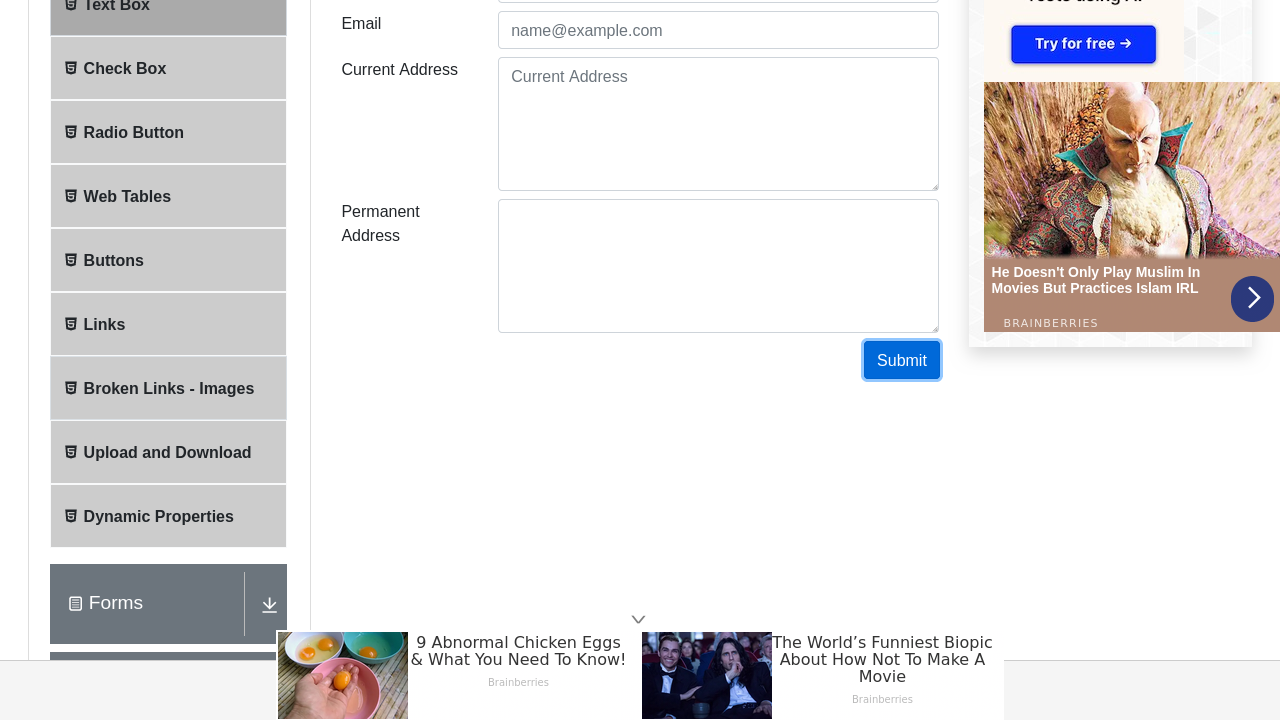 Text Box
Check Box
Radio Button
Web Tables
Buttons
Links
Broken Links - Images
Upload and Download
Dynamic Properties
Forms
Email
name@example.com
Current Address
Current Address
Permanent
Address
Submit
Try for free →
He Doesn't Only Play Muslim In
Movies But Practices Islam IRL
BRAINBERRIES
9 Abnormal Chicken Eggs
& What You Need To Know!
Brainberries
The World's Funniest Biopic
About How Not To Make A
Movie
Brainberries